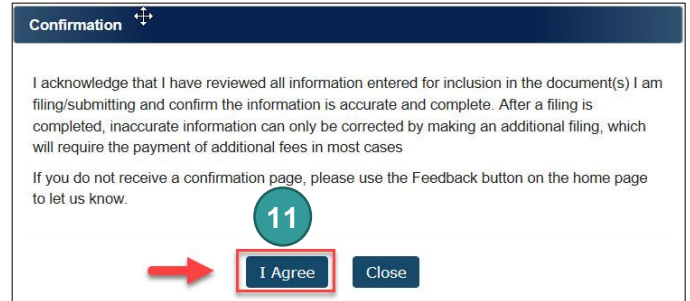 Confirmation
I acknowledge that I have reviewed all information entered for inclusion in the document(s) I am
filing/submitting and confirm the information is accurate and complete. After a filing is
completed, inaccurate information can only be corrected by making an additional filing, which
will require the payment of additional fees in most cases
If you do not receive a confirmation page, please use the Feedback button on the home page
to let us know.
11
I Agree
Close